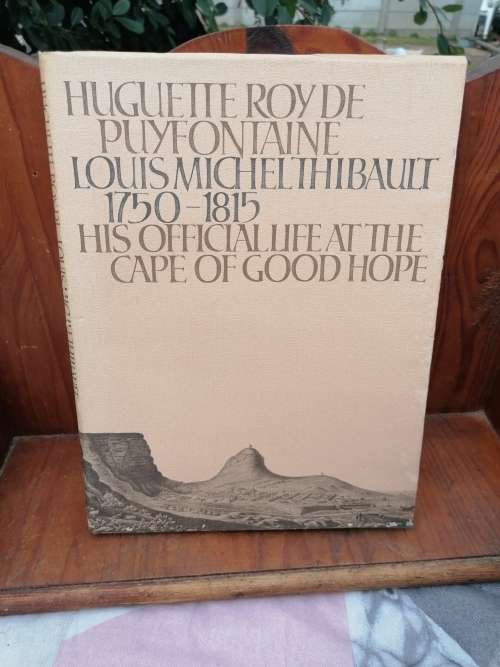 HUGUETTE ROY DE
PUYFONTAINE
LOUIS MICHEL THIBAULT
1750–1815
HIS OFFICIAL LIFE AT THE
CAPE OF GOOD HOPE